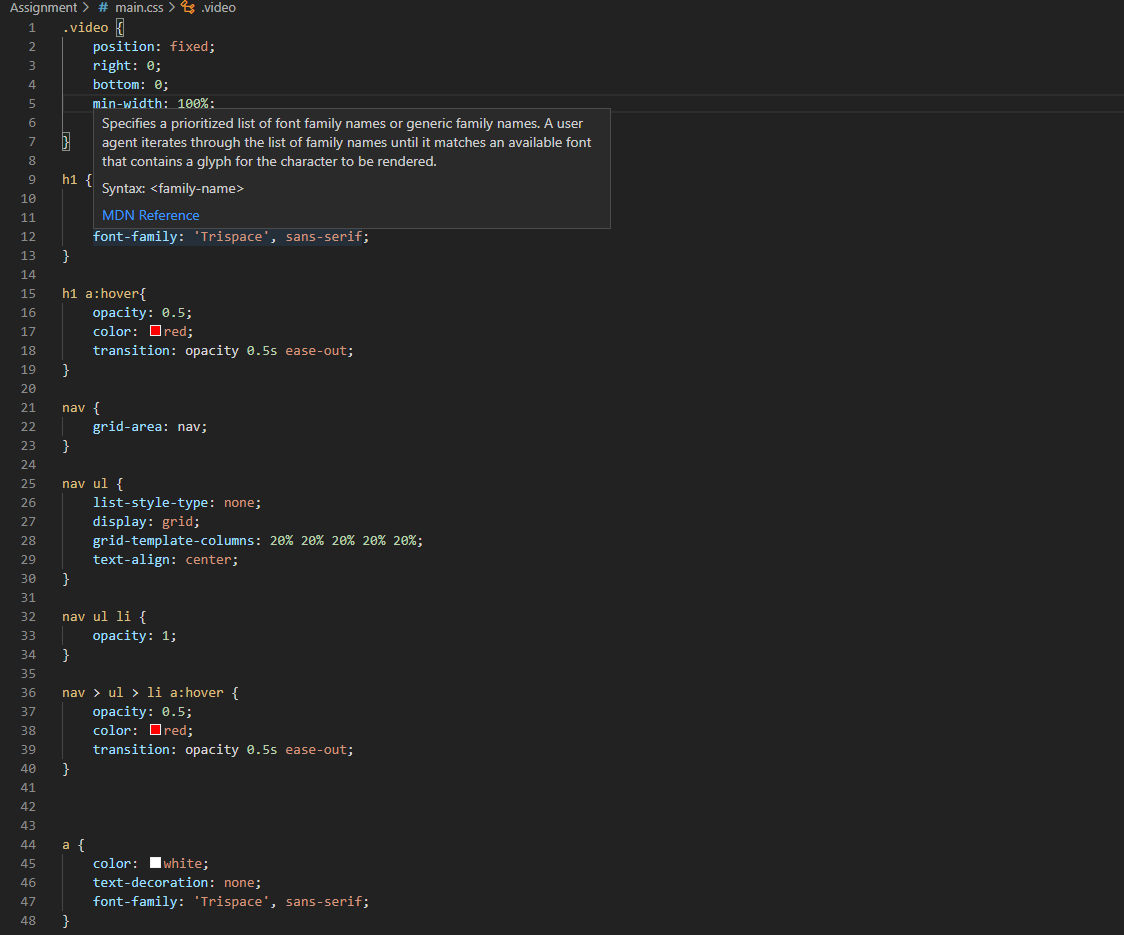 Assignment > # main.css > .video
1 .video {
2 position: fixed;
3 right: 0;
4 bottom: 0;
5 min-width: 100%;
6
7 }
8
9 h1 {
10
11
Specifies a prioritized list of font family names or generic family names. A user
agent iterates through the list of family names until it matches an available font
that contains a glyph for the character to be rendered.
Syntax: <family-name>
MDN Reference
12 font-family: 'Trispace', sans-serif;
13 }
14
15 h1 a:hover{
16 opacity: 0.5;
17 color: red;
18 transition: opacity 0.5s ease-out;
19 }
20
21 nav {
22 grid-area: nav;
23 }
24
25 nav ul {
26 list-style-type: none;
27 display: grid;
28 grid-template-columns: 20% 20% 20% 20% 20%;
29 text-align: center;
30 }
31
32 nav ul li {
33 opacity: 1;
34 }
35
36 nav > ul > li a:hover {
37 opacity: 0.5;
38 color: red;
39 transition: opacity 0.5s ease-out;
40 }
41
42
43
44 a {
45 color: white;
46 text-decoration: none;
47 font-family: 'Trispace', sans-serif;
48 }